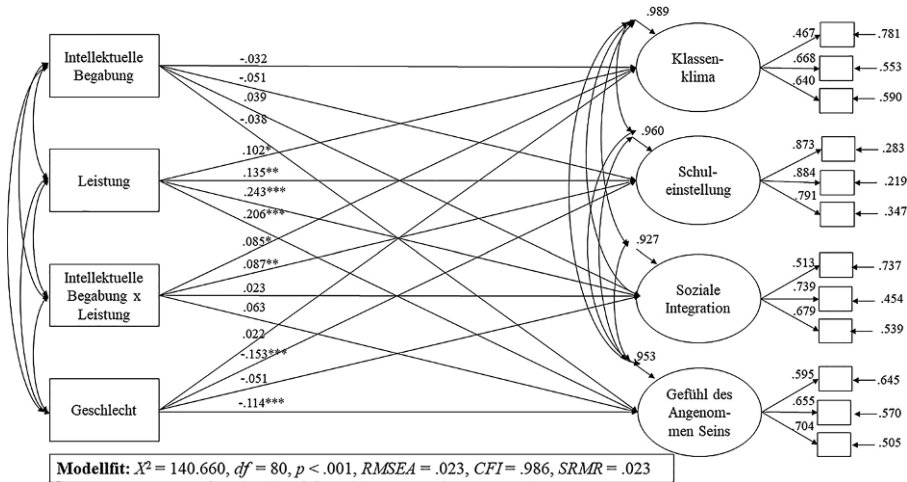 Intellektuelle
Begabung
Leistung
Intellektuelle
Begabung x
Leistung
Geschlecht
-.032
-.051
.039
-.038
.102*
.135**
.243***
.206***
.085*
.087**
.023
.063
.022
-.153***
-.051
-.114***
.989
Klassen-
klima
.467
.668
.640
.781
.553
.590
.960
Schul-
einstellung
.873
.884
.791
.283
.219
.347
.927
Soziale
Integration
.513
.739
.679
.737
.454
.539
.953
Gefühl des
Angenom-
men Seins
.595
.655
.704
.645
.570
.505
Modellfit: X² = 140.660, df = 80, p < .001, RMSEA = .023, CFI = .986, SRMR = .023